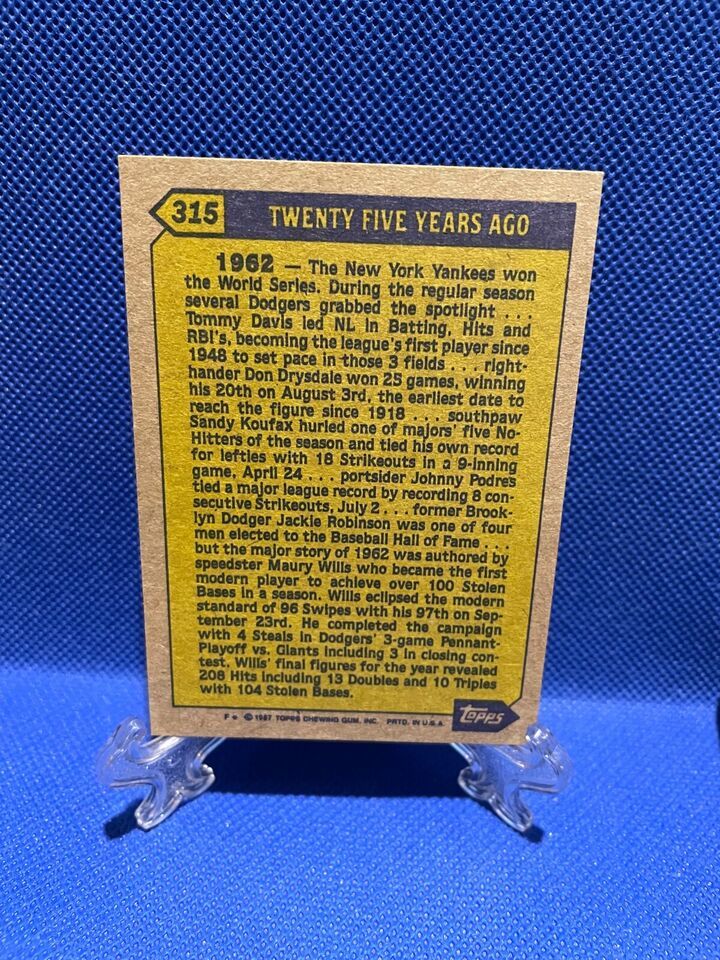 315 TWENTY FIVE YEARS AGO
1962 — The New York Yankees won
the World Series. During the regular season
several Dodgers grabbed the spotlight . . .
Tommy Davis led NL in Batting, Hits and
RBI's, becoming the league's first player since
1948 to set pace in those 3 fields . . . right-
hander Don Drysdale won 25 games, winning
his 20th on August 3rd, the earliest date to
reach the figure since 1918 . . . southpaw
Sandy Koufax hurled one of majors' five No-
Hitters of the season and tied his own record
for lefties with 18 Strikeouts in a 9-inning
game, April 24 . . . portsider Johnny Podres
tied a major league record by recording 8 con-
secutive Strikeouts, July 2 . . . former Brook-
lyn Dodger Jackie Robinson was one of four
men elected to the Baseball Hall of Fame . . .
but the major story of 1962 was authored by
speedster Maury Wills who became the first
modern player to achieve over 100 Stolen
Bases in a season. Wills eclipsed the modern
standard of 96 Swipes with his 97th on Sep-
tember 23rd. He completed the campaign
with 4 Steals in Dodgers' 3-game Pennant-
Playoff vs. Giants including 3 in closing con-
test. Wills' final figures for the year revealed
208 Hits including 13 Doubles and 10 Triples
with 104 Stolen Bases.
F * © 1987 TOPPS CHEWING GUM, INC. PRTD. IN U.S.A.
Topps